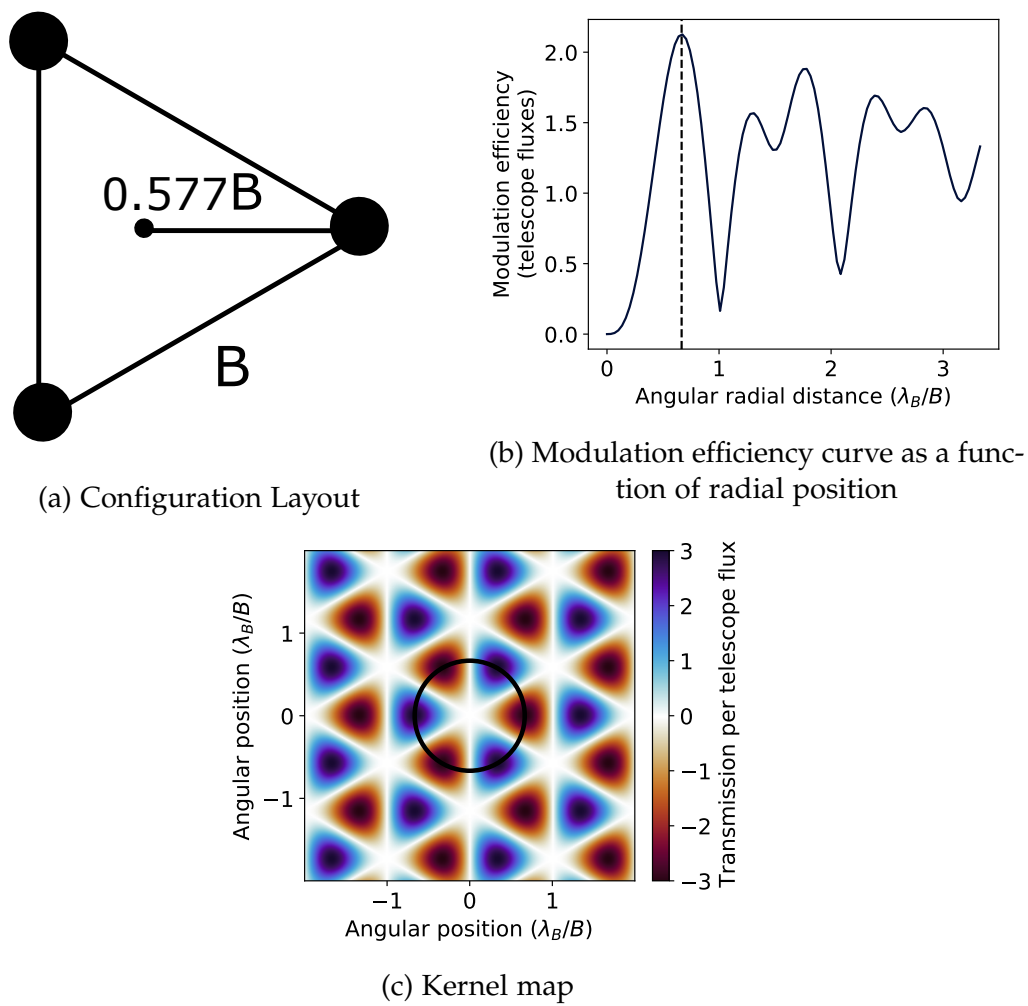 0.577B
B
(a) Configuration Layout
Modulation efficiency
(telescope fluxes)
2.0
1.5
1.0
0.5
0.0
0 1 2 3
Angular radial distance (λ_B/B)
(b) Modulation efficiency curve as a func-
tion of radial position
Angular position (λ_B/B)
1
0
−1
−1 0 1
Angular position (λ_B/B)
3
2
1
0
−1
−2
−3
Transmission per telescope flux
(c) Kernel map